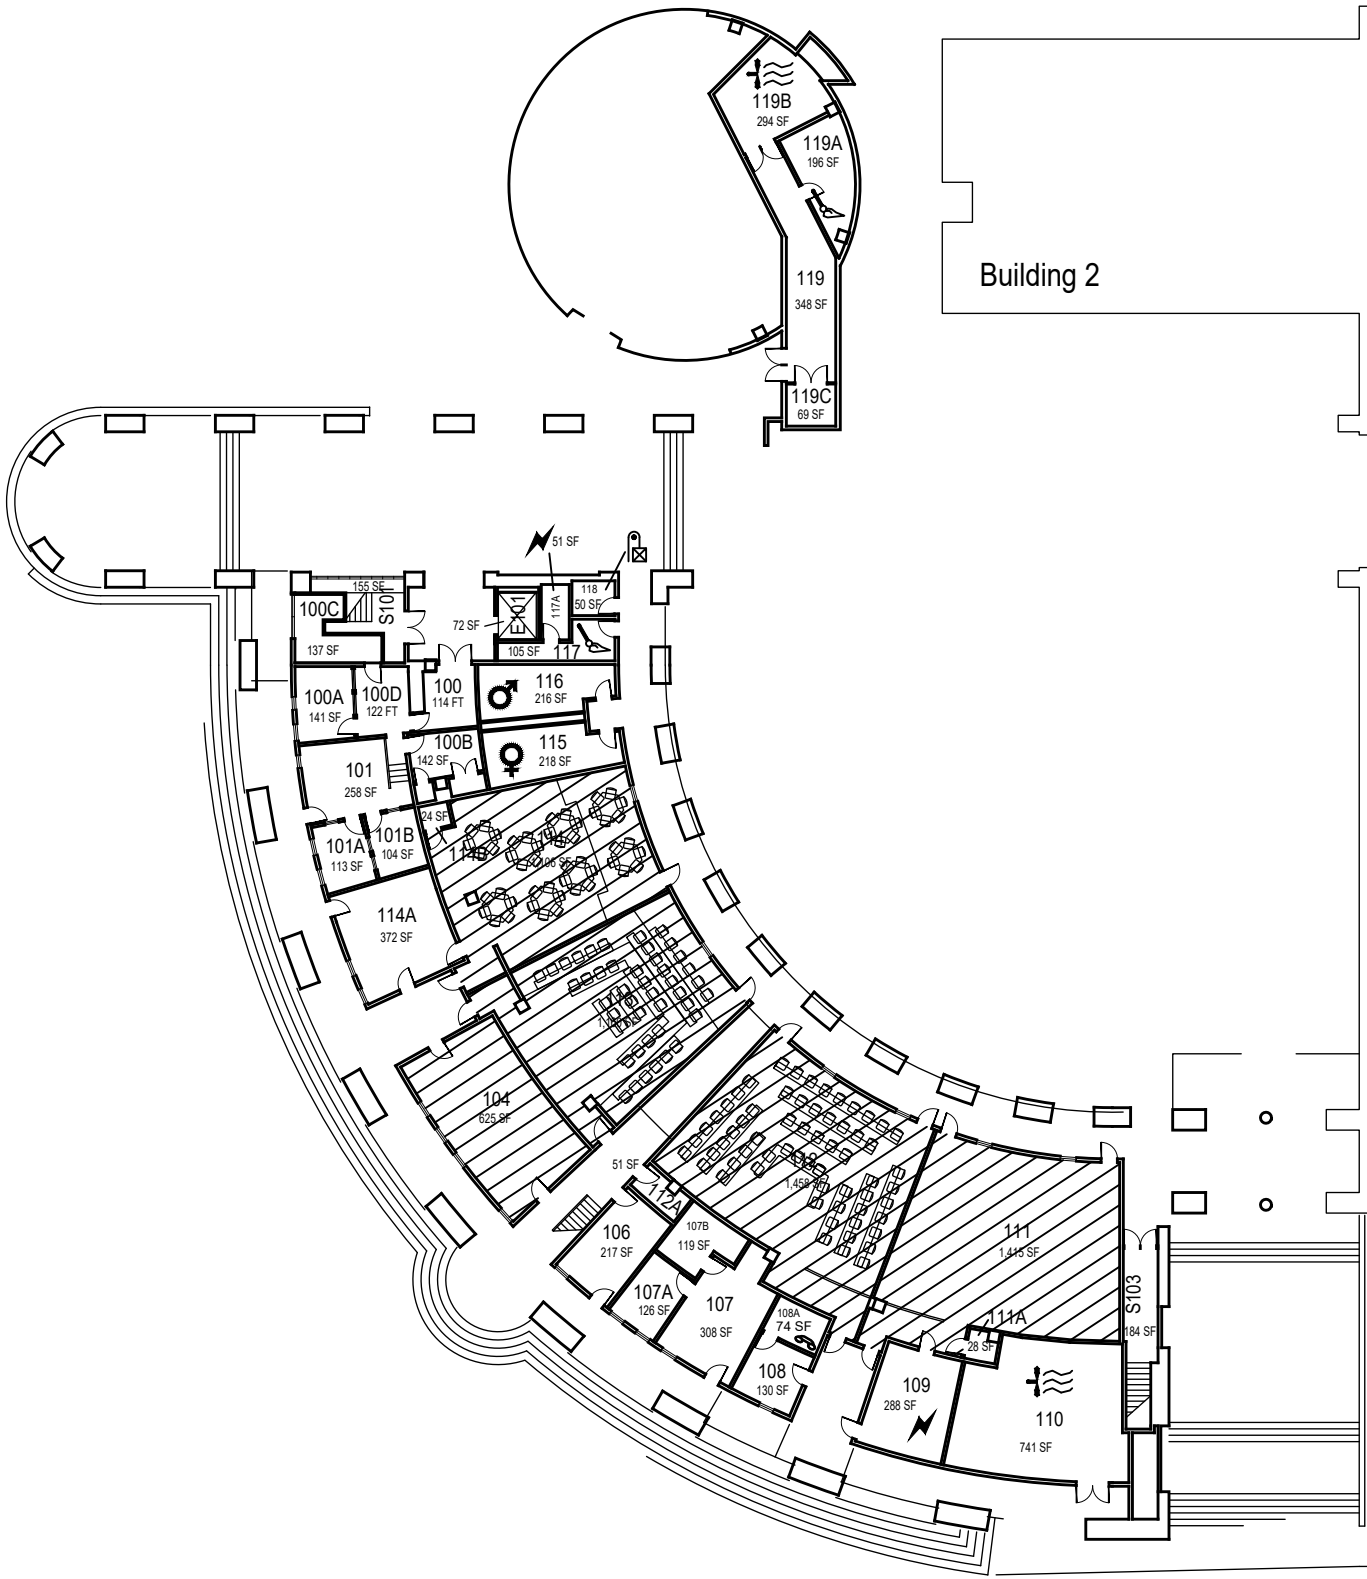 119B
294 SF
119A
196 SF
Building 2
119
348 SF
119C
69 SF
51 SF
155 SF
100C
S101
137 SF
72 SF
E101
117A
118
50 SF
105 SF
117
100A
141 SF
100D
122 FT
100
114 FT
116
216 SF
100B
142 SF
115
218 SF
101
258 SF
24 SF
101A
113 SF
101B
104 SF
114B
114A
372 SF
104
625 SF
51 SF
112A
1,458 SF
106
217 SF
107B
119 SF
111
1,415 SF
107A
126 SF
107
308 SF
108A
74 SF
111A
28 SF
S103
184 SF
108
130 SF
109
288 SF
110
741 SF